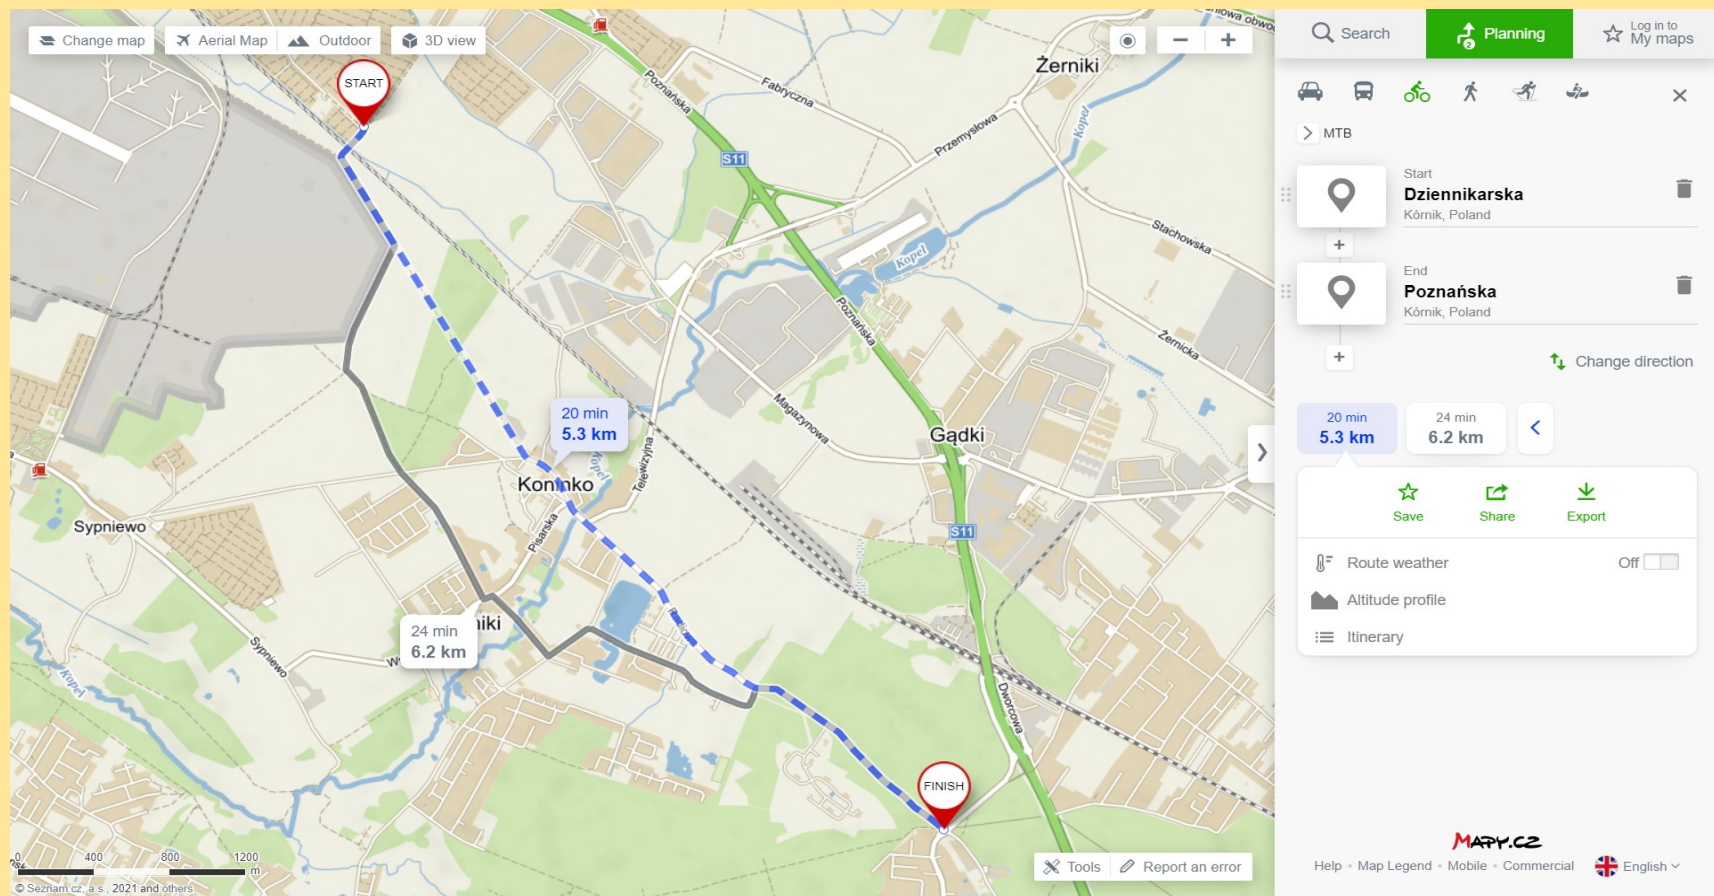 Change map
Aerial Map
Outdoor
3D view
START
Żerniki
Fabryczna
Poznańska
Przemysłowa
Kopel
S11
Stachowska
Kopel
Poznańska
Żernicka
20 min
5.3 km
Magazynowa
Gądki
Telewizyjna
Kopel
Koninko
Sypniewo
Pisarska
S11
24 min
6.2 km
Sypniewo
Kopel
Dworcowa
FINISH
0 400 800 1200
m
© Seznam.cz, a.s., 2021 and others
Tools
Report an error
Search
Planning
2
Log in to
My maps
MTB
Start
Dziennikarska
Kórnik, Poland
+
End
Poznańska
Kórnik, Poland
+
Change direction
20 min
5.3 km
24 min
6.2 km
Save
Share
Export
Route weather
Off
Altitude profile
Itinerary
Mapy.cz
Help • Map Legend • Mobile • Commercial
English